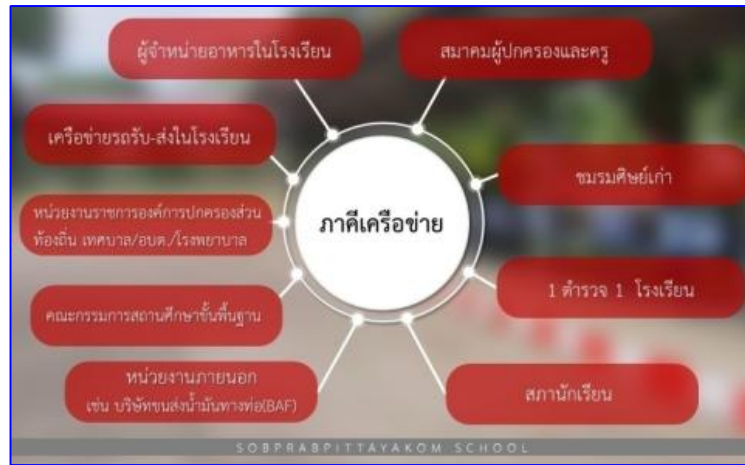 ผู้จำหน่ายอาหารในโรงเรียน
สมาคมผู้ปกครองและครู
เครือข่ายรถรับ-ส่งในโรงเรียน
ชมรมศิษย์เก่า
หน่วยงานราชการองค์การปกครองส่วน
ท้องถิ่น เทศบาล/อบต./โรงพยาบาล
ภาคีเครือข่าย
1 ตำรวจ 1 โรงเรียน
คณะกรรมการสถานศึกษาขั้นพื้นฐาน
หน่วยงานภายนอก
เช่น บริษัทขนส่งน้ำมันทางท่อ(BAF)
สภานักเรียน
SOBPRABPITTAYAKOM SCHOOL